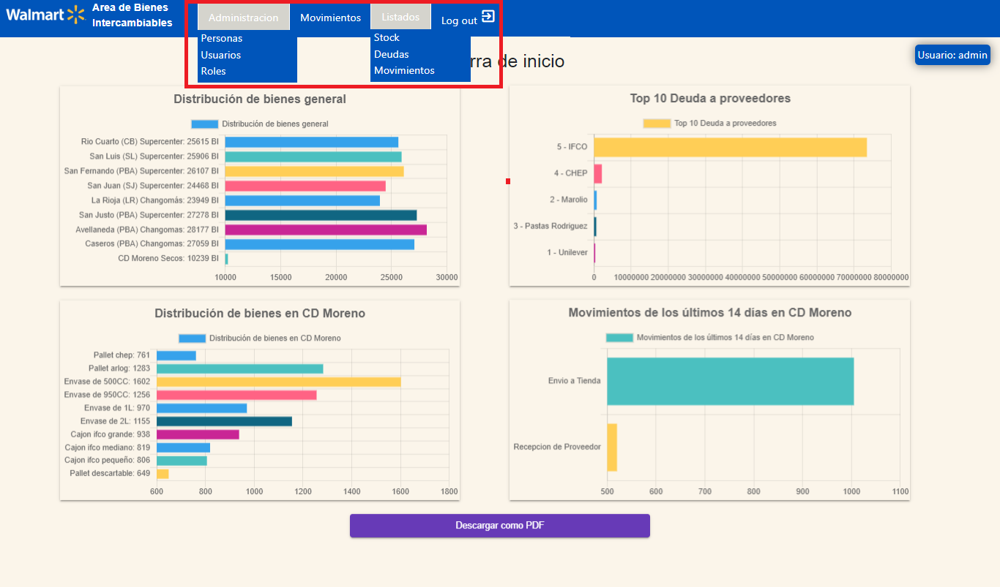 Walmart
Area de Bienes
Intercambiables
Administracion
Movimientos
Listados
Log out
Personas
Usuarios
Roles
Stock
Deudas
Movimientos
de inicio
Usuario: admin
Distribución de bienes general
Distribución de bienes general
Rio Cuarto (CB) Supercenter: 25615 BI
San Luis (SL) Supercenter: 25906 BI
San Fernando (PBA) Supercenter: 26107 BI
San Juan (SJ) Supercenter: 24468 BI
La Rioja (LR) Changomás: 23949 BI
San Justo (PBA) Supercenter: 27278 BI
Avellaneda (PBA) Changomas: 28177 BI
Caseros (PBA) Changomas: 27059 BI
CD Moreno Secos: 10239 BI
10000 15000 20000 25000 30000
Top 10 Deuda a proveedores
Top 10 Deuda a proveedores
5 - IFCO
4 - CHEP
2 - Marolio
3 - Pastas Rodriguez
1 - Unilever
0 10000000 20000000 30000000 40000000 50000000 60000000 70000000 80000000
Distribución de bienes en CD Moreno
Distribución de bienes en CD Moreno
Pallet chep: 761
Pallet arlog: 1283
Envase de 500CC: 1602
Envase de 950CC: 1256
Envase de 1L: 970
Envase de 2L: 1155
Cajon ifco grande: 938
Cajon ifco mediano: 819
Cajon ifco pequeño: 806
Pallet descartable: 649
600 800 1000 1200 1400 1600 1800
Movimientos de los últimos 14 días en CD Moreno
Movimientos de los últimos 14 días en CD Moreno
Envio a Tienda
Recepcion de Proveedor
500 600 700 800 900 1000 1100
Descargar como PDF